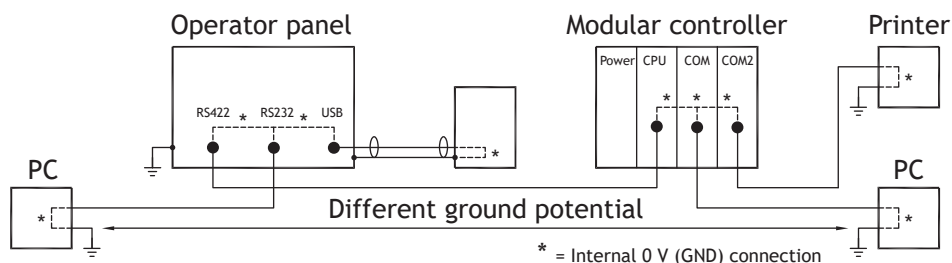 Operator panel
Modular controller
Printer
Power CPU COM COM2
* * *
*
RS422 * RS232 * USB
*
PC
PC
*
*
Different ground potential
* = Internal 0 V (GND) connection